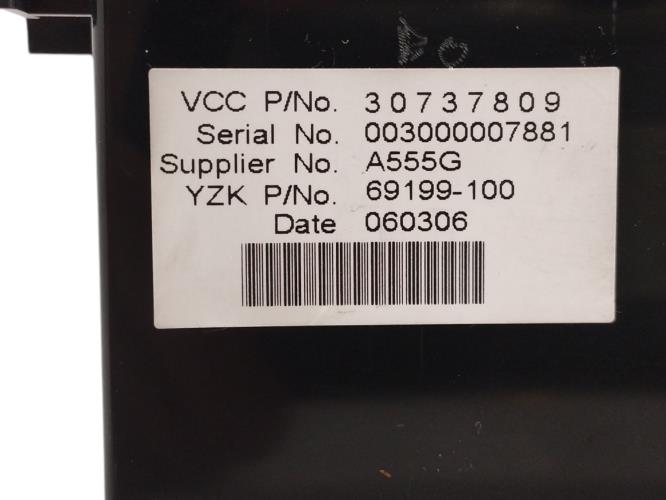 VCC P/No. 30737809
Serial No. 003000007881
Supplier No. A555G
YZK P/No. 69199-100
Date 060306